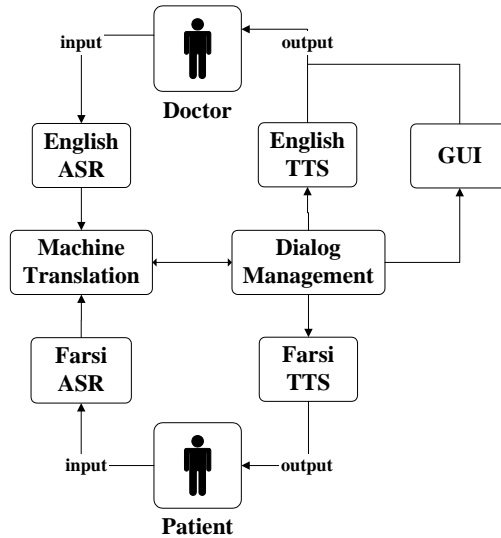 input
output
Doctor
English
ASR
English
TTS
GUI
Machine
Translation
Dialog
Management
Farsi
ASR
Farsi
TTS
input
output
Patient